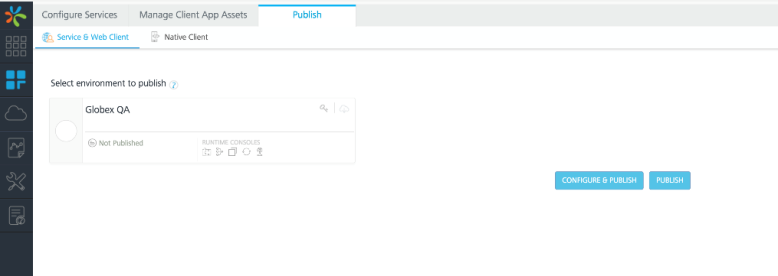 Configure Services
Manage Client App Assets
Publish
Service & Web Client
Native Client
Select environment to publish
Globex QA
Not Published
RUNTIME CONSOLES
CONFIGURE & PUBLISH
PUBLISH